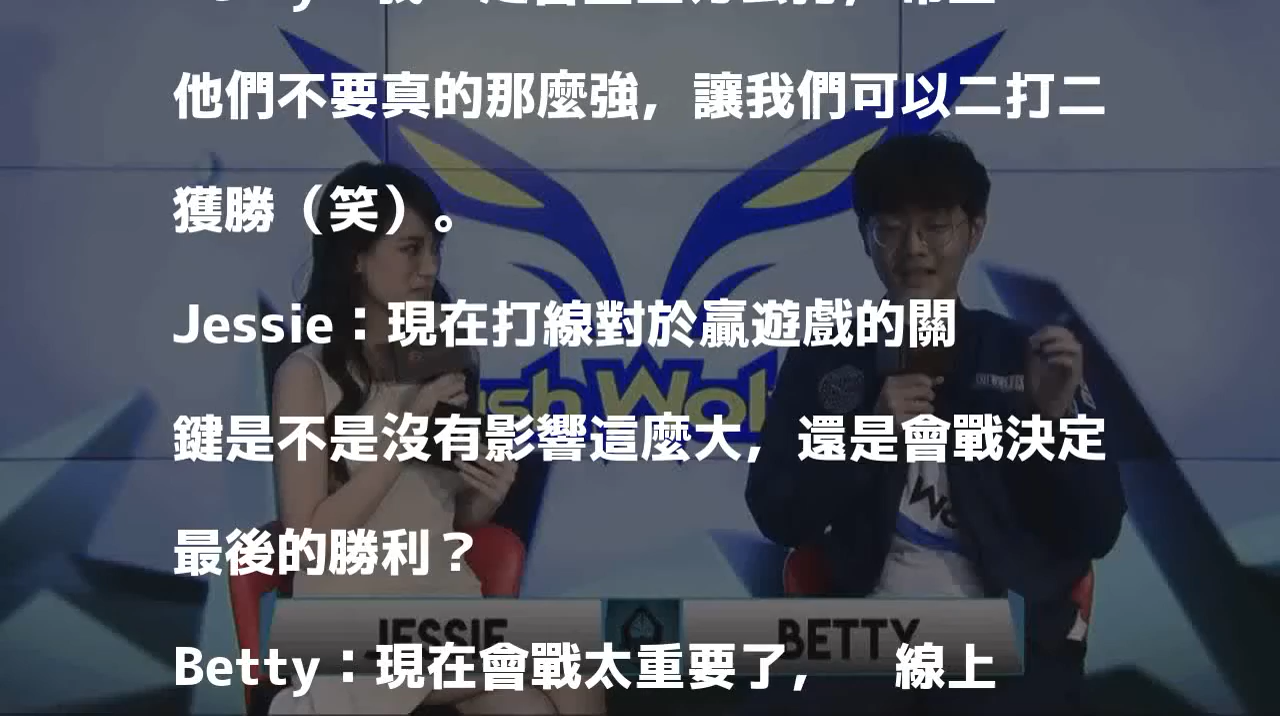 他們不要真的那麼強，讓我們可以二打二
獲勝（笑）。
Jessie：現在打線對於贏遊戲的關
鍵是不是沒有影響這麼大，還是會戰決定
最後的勝利？
JESSIE
BETTY
Betty：現在會戰太重要了， 線上